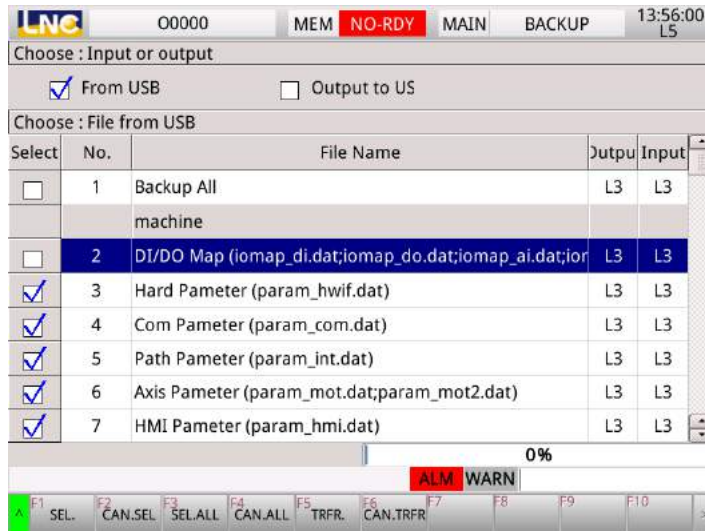 LNC O0000 MEM NO-RDY MAIN BACKUP 13:56:00
L5
Choose : Input or output
From USB Output to US
Choose : File from USB
Select No. File Name Outpu Input
1 Backup All L3 L3
machine
2 DI/DO Map (iomap_di.dat;iomap_do.dat;iomap_ai.dat;ior L3 L3
3 Hard Pameter (param_hwif.dat) L3 L3
4 Com Pameter (param_com.dat) L3 L3
5 Path Pameter (param_int.dat) L3 L3
6 Axis Pameter (param_mot.dat;param_mot2.dat) L3 L3
7 HMI Pameter (param_hmi.dat) L3 L3
0%
ALM WARN
F1 F2 F3 F4 F5 F6 F7 F8 F9 F10
SEL. CAN.SEL SEL.ALL CAN.ALL TRFR. CAN.TRFR